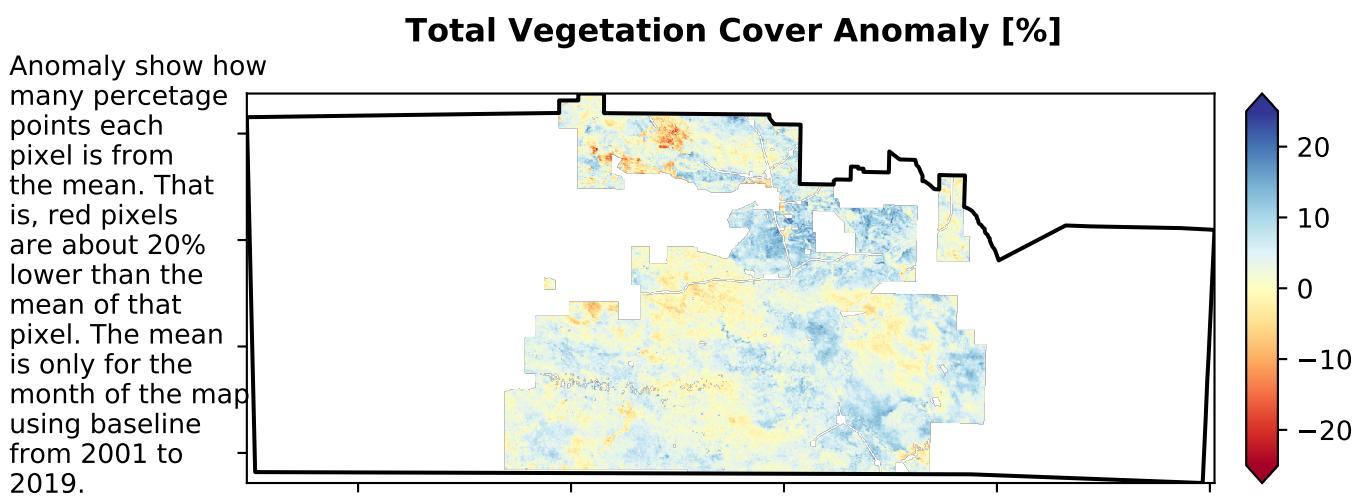 Total Vegetation Cover Anomaly [%]
Anomaly show how
many percetage
points each
pixel is from
the mean. That
is, red pixels
are about 20%
lower than the
mean of that
pixel. The mean
is only for the
month of the map
using baseline
from 2001 to
2019.
20
10
0
−10
−20